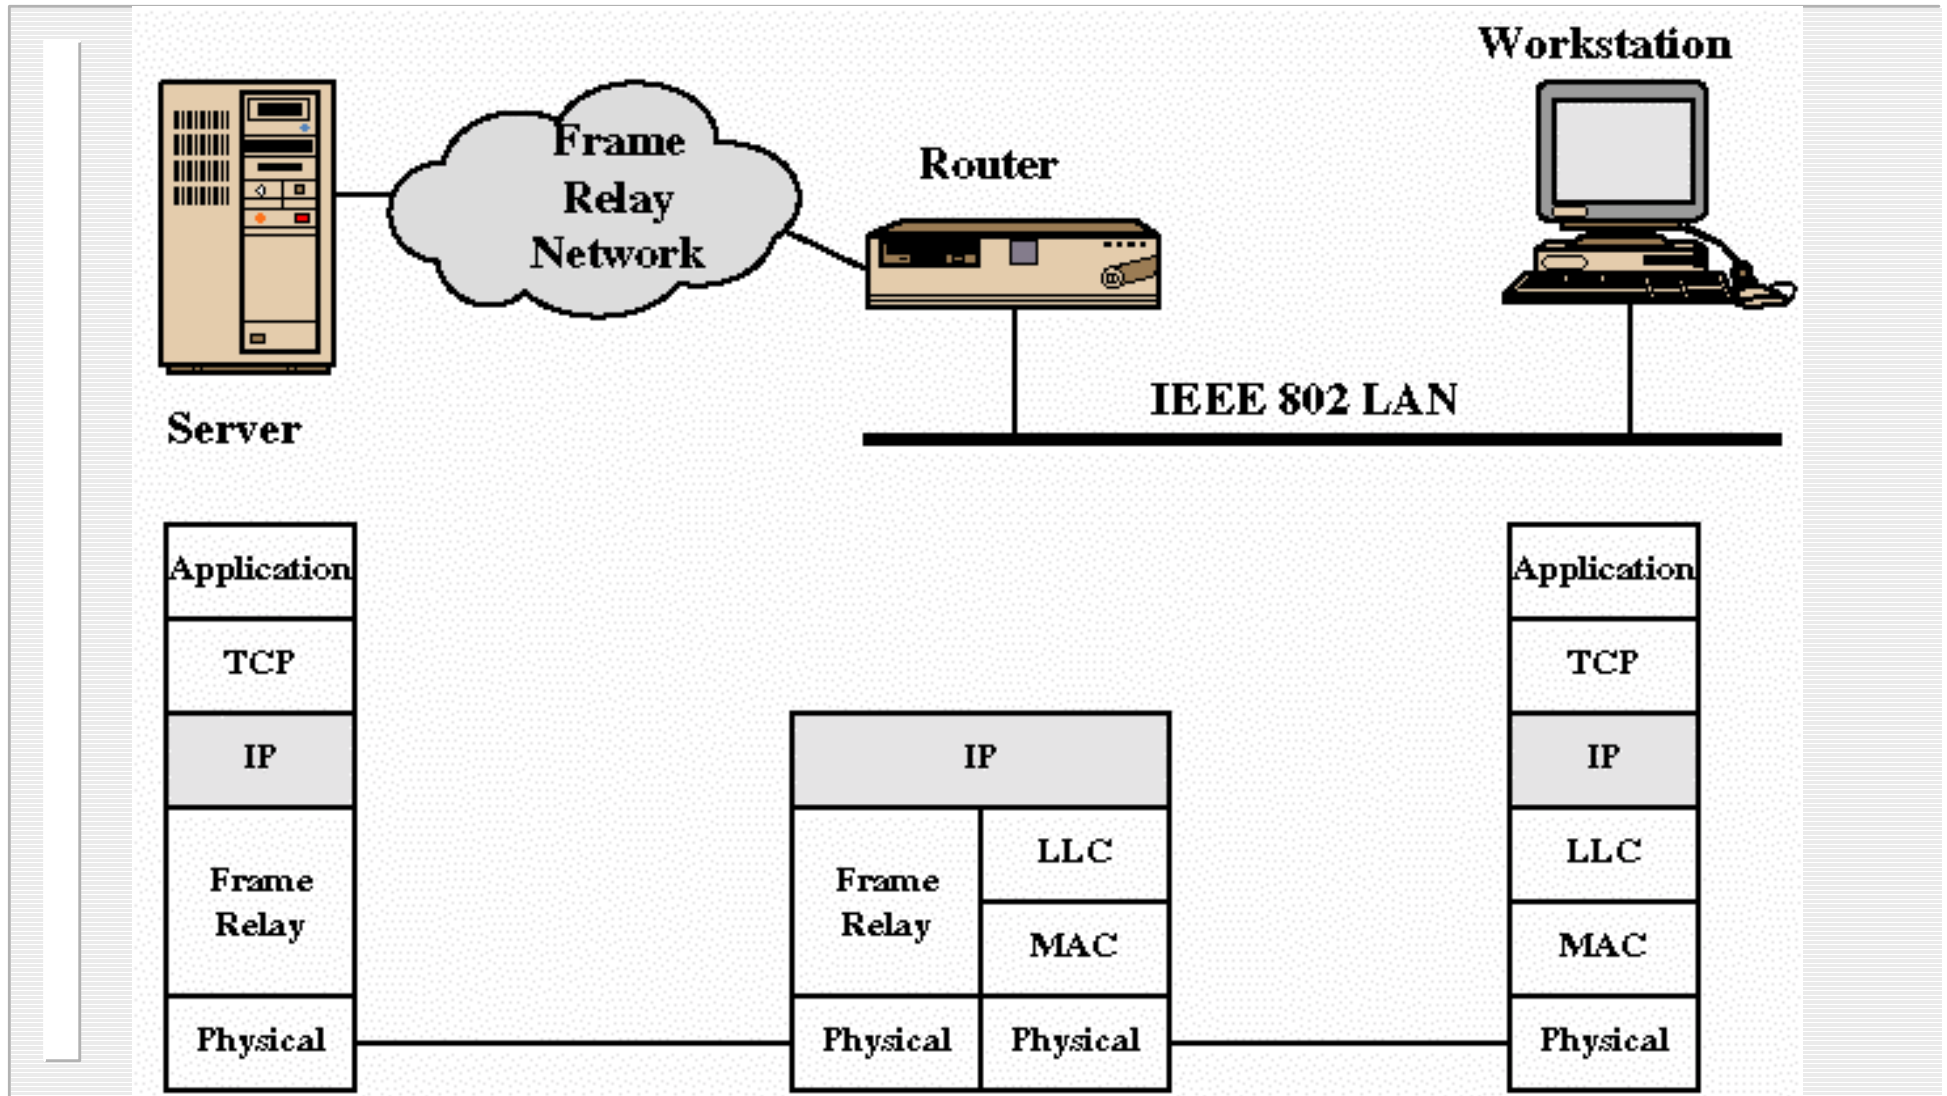 Workstation
Frame
Relay
Network
Router
IEEE 802 LAN
Server
Application
TCP
IP
Frame
Relay
Physical
IP
Frame
Relay
LLC
MAC
Physical
Physical
Application
TCP
IP
LLC
MAC
Physical